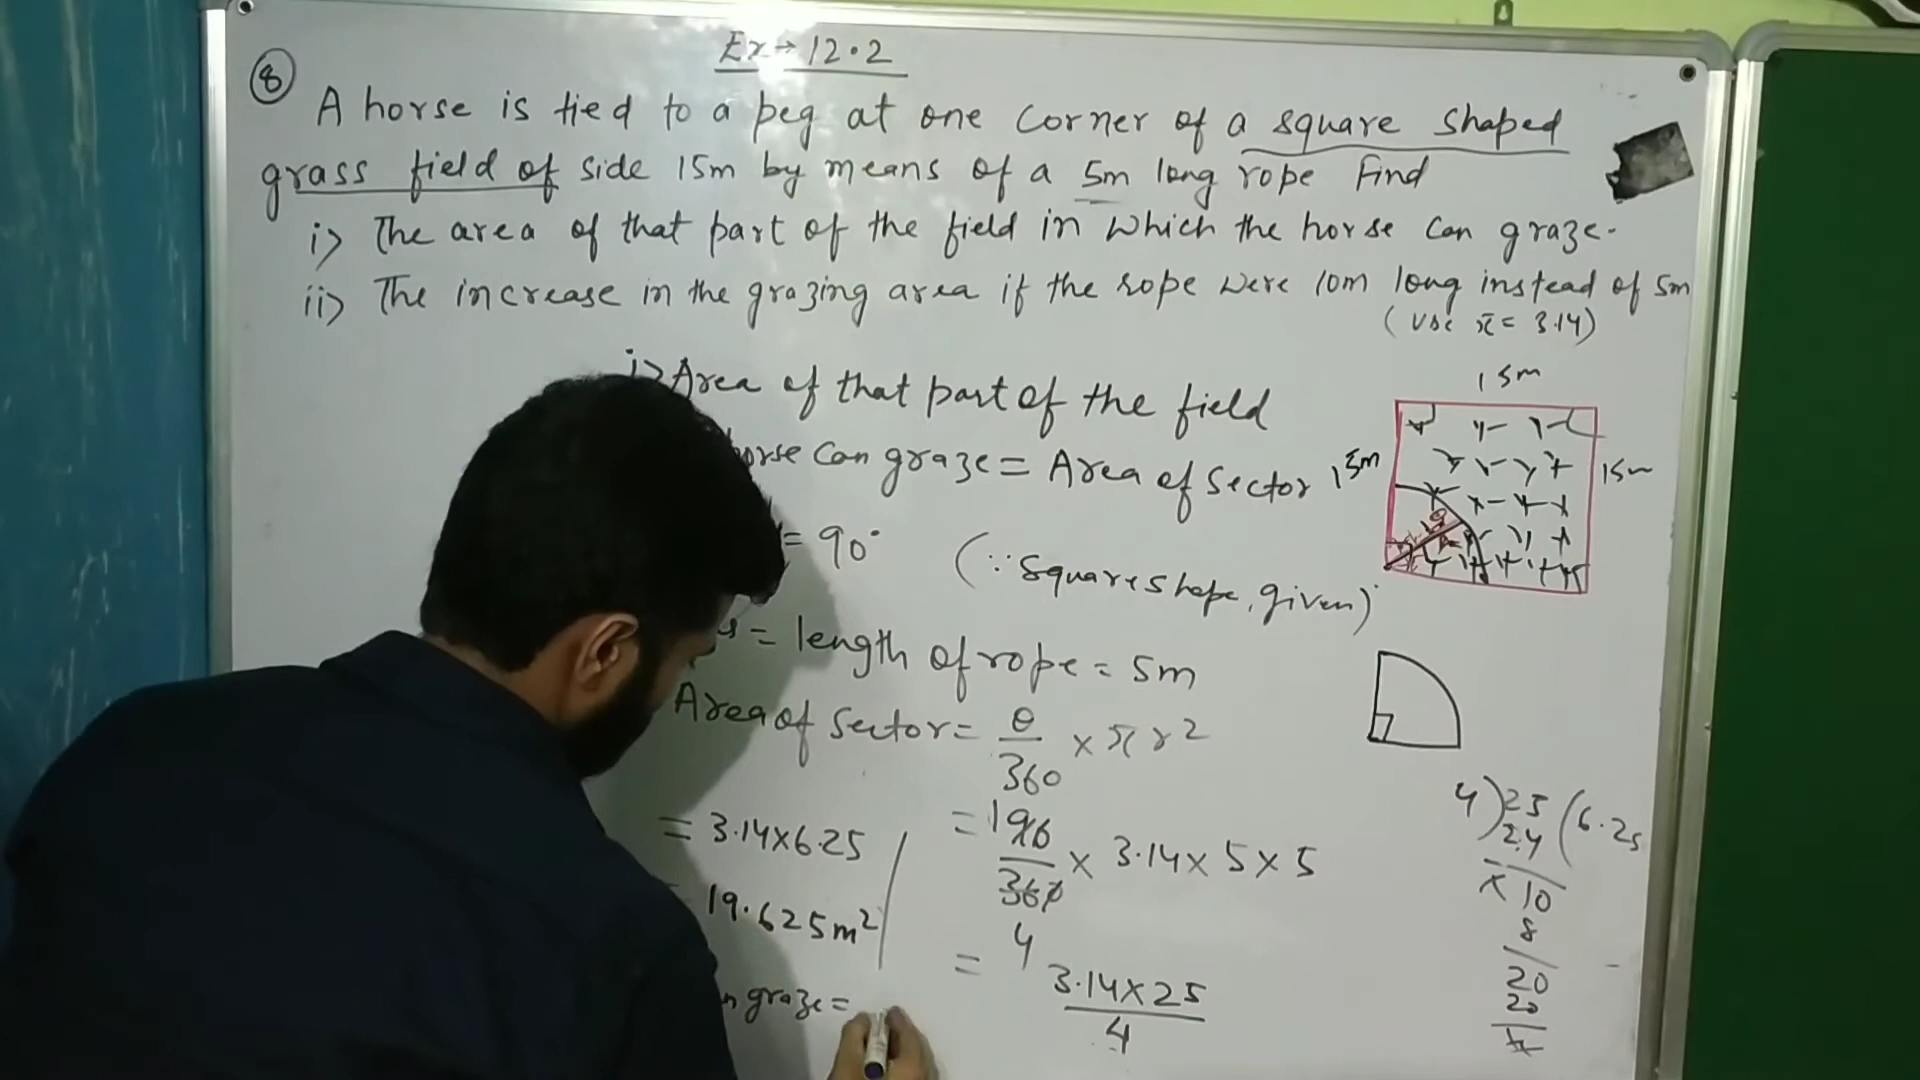 Ex → 12.2
⑧ A horse is tied to a peg at one corner of a square shaped
grass field of side 15m by means of a 5m long rope Find
i> The area of that part of the field in which the horse can graze.
ii> The increase in the grazing area if the rope were 10m long instead of 5m
(Use π = 3.14)
i> Area of that part of the field
horse can graze = Area of Sector
= 90° (∵ Square shape, given)
r = length of rope = 5m
Area of Sector = θ/360 × πr²
= 90/360 × 3.14 × 5 × 5
1
4
= 3.14×25/4
= 3.14×6.25
19.625m²
graze =
15m
15m
15m
4)25(6.25
24
× 10
8
20
20